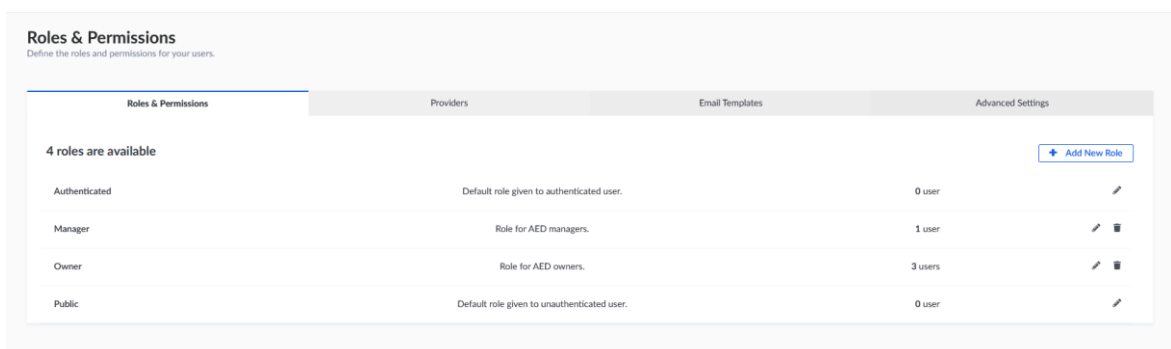 Roles & Permissions
Define the roles and permissions for your users.
Roles & Permissions Providers Email Templates Advanced Settings
4 roles are available + Add New Role
Authenticated Default role given to authenticated user. 0 user
Manager Role for AED managers. 1 user
Owner Role for AED owners. 3 users
Public Default role given to unauthenticated user. 0 user